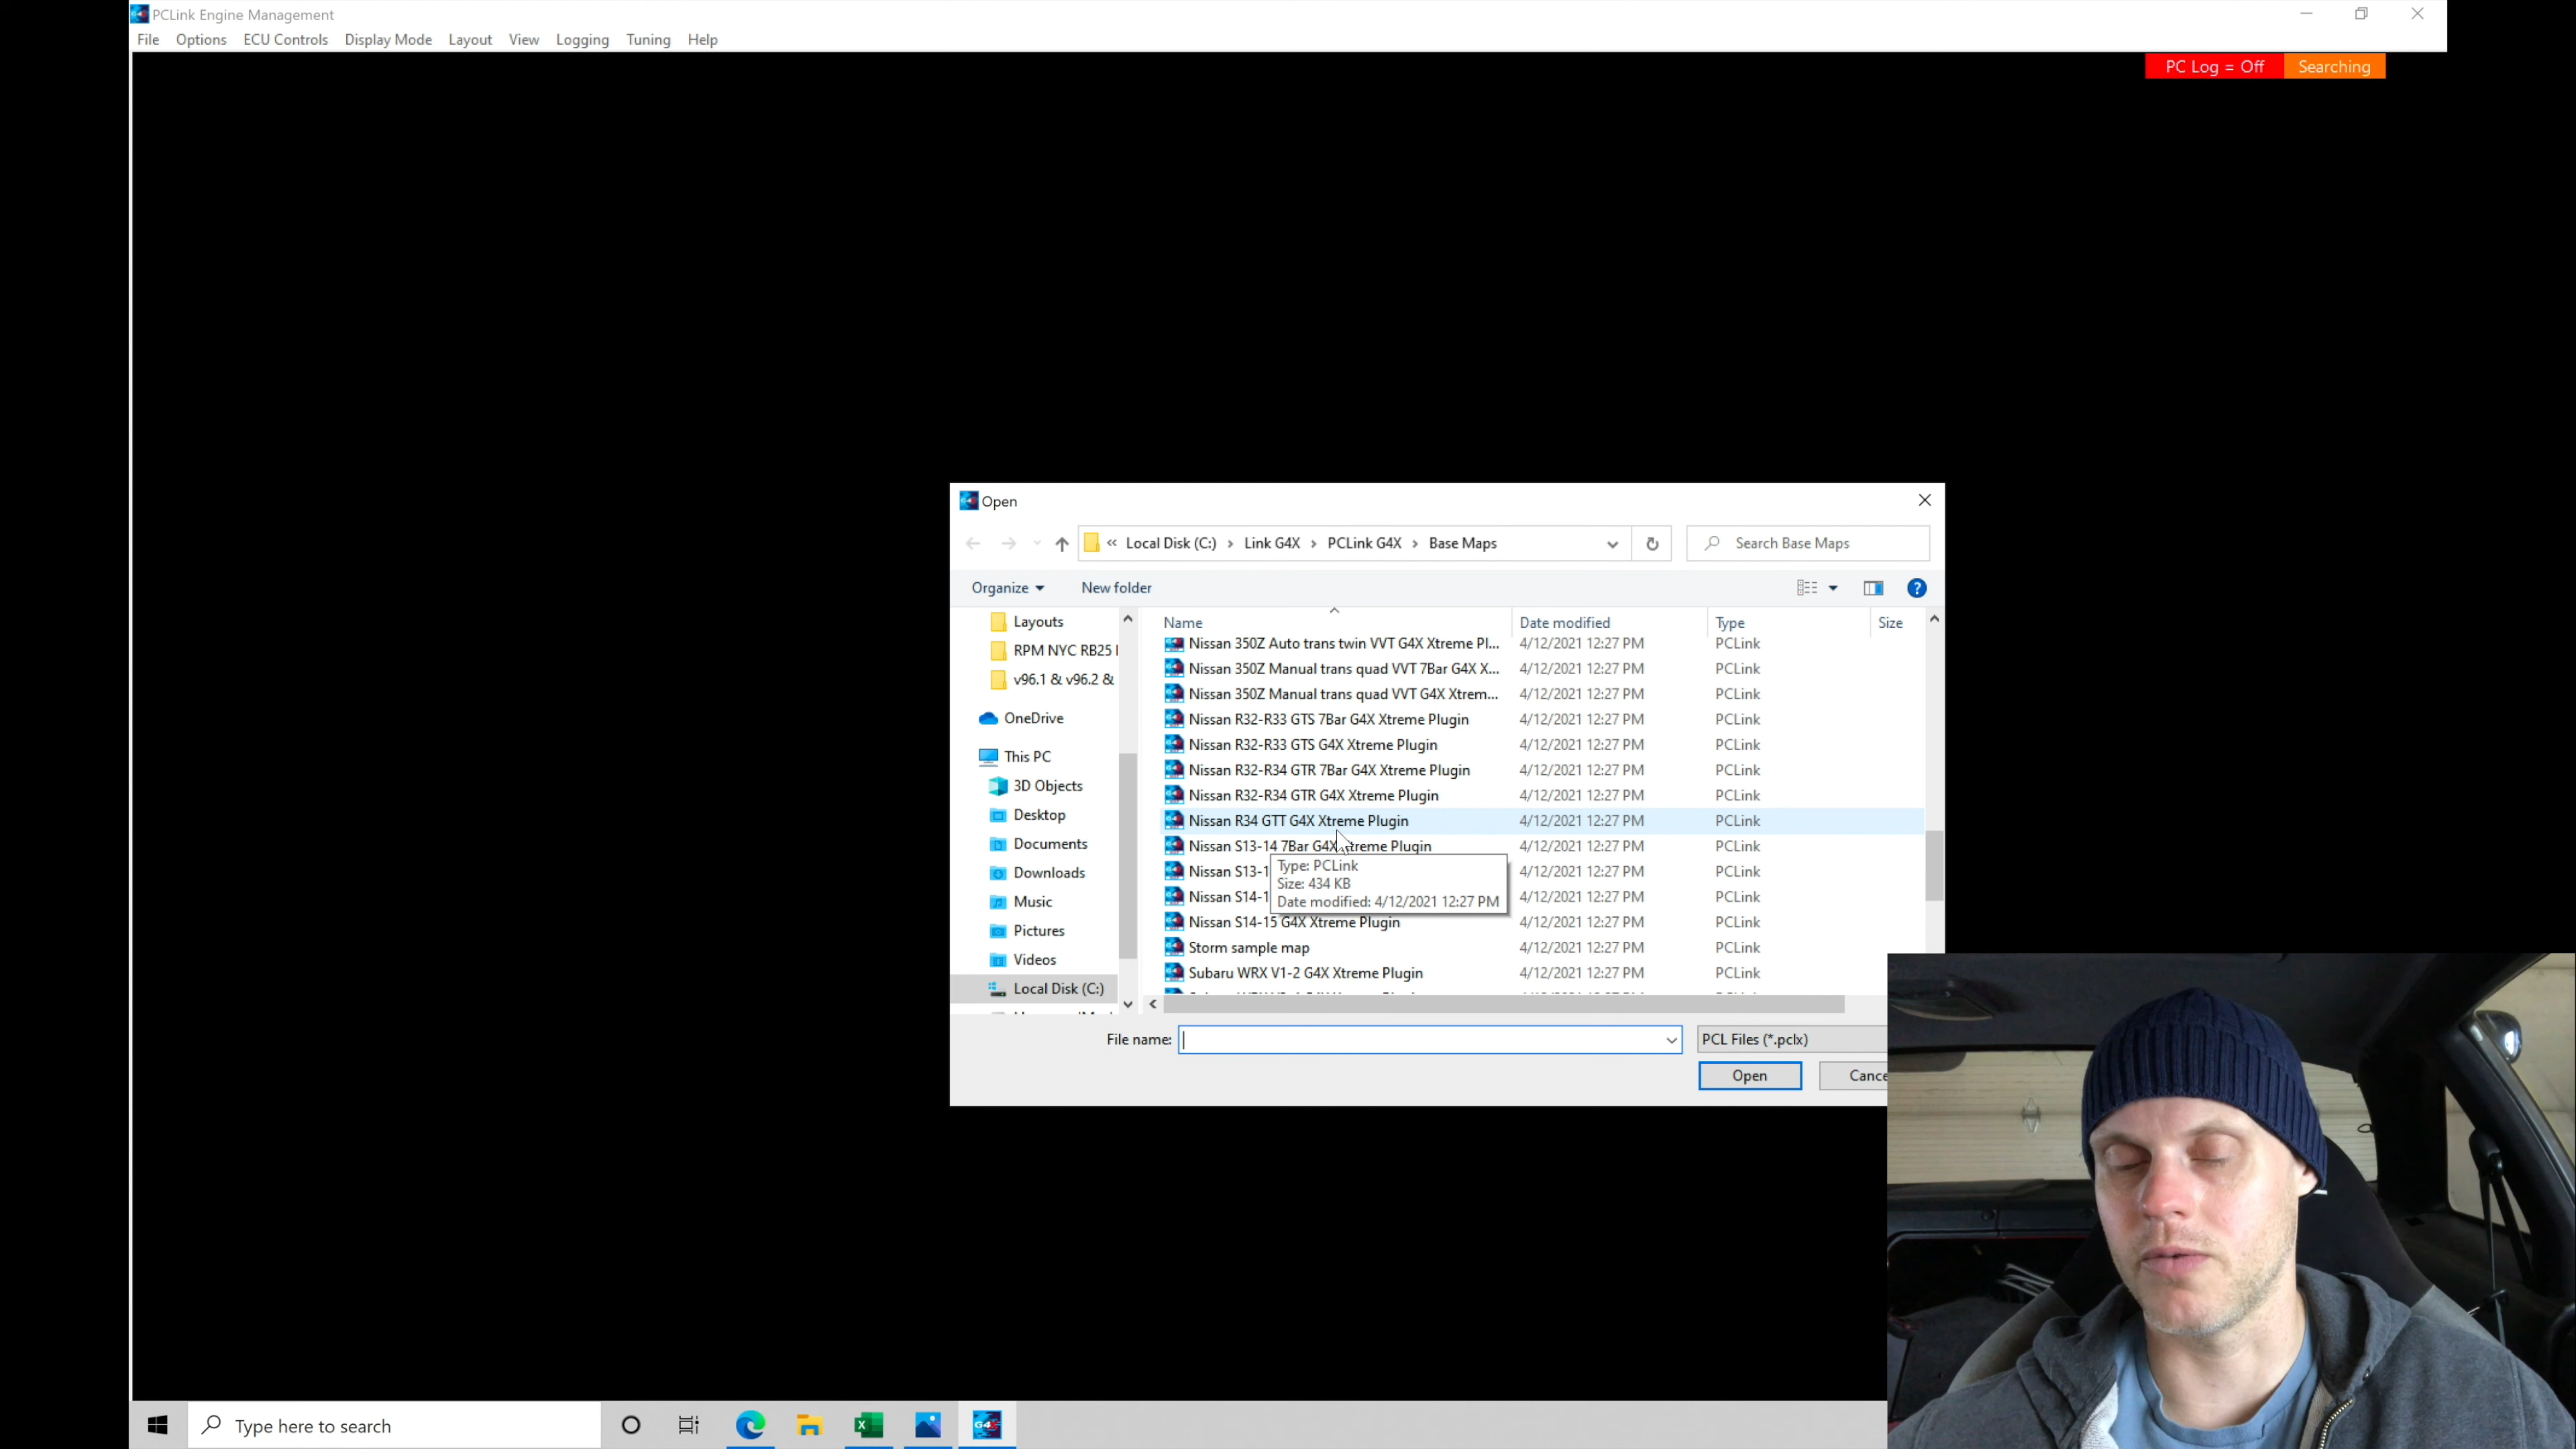 PCLink Engine Management
File Options ECU Controls Display Mode Layout View Logging Tuning Help
PC Log = Off Searching
Open
« Local Disk (C:) › Link G4X › PCLink G4X › Base Maps
Search Base Maps
Organize New folder
Layouts
RPM NYC RB25
v96.1 & v96.2 &
OneDrive
This PC
3D Objects
Desktop
Documents
Downloads
Music
Pictures
Videos
Local Disk (C:)
Name Date modified Type Size
Nissan 350Z Auto trans twin VVT G4X Xtreme Pl... 4/12/2021 12:27 PM PCLink
Nissan 350Z Manual trans quad VVT 7Bar G4X X... 4/12/2021 12:27 PM PCLink
Nissan 350Z Manual trans quad VVT G4X Xtrem... 4/12/2021 12:27 PM PCLink
Nissan R32-R33 GTS 7Bar G4X Xtreme Plugin 4/12/2021 12:27 PM PCLink
Nissan R32-R33 GTS G4X Xtreme Plugin 4/12/2021 12:27 PM PCLink
Nissan R32-R34 GTR 7Bar G4X Xtreme Plugin 4/12/2021 12:27 PM PCLink
Nissan R32-R34 GTR G4X Xtreme Plugin 4/12/2021 12:27 PM PCLink
Nissan R34 GTT G4X Xtreme Plugin 4/12/2021 12:27 PM PCLink
Nissan S13-14 7Bar G4X Xtreme Plugin 4/12/2021 12:27 PM PCLink
Nissan S13-1 4/12/2021 12:27 PM PCLink
Nissan S14-1 4/12/2021 12:27 PM PCLink
Nissan S14-15 G4X Xtreme Plugin 4/12/2021 12:27 PM PCLink
Storm sample map 4/12/2021 12:27 PM PCLink
Subaru WRX V1-2 G4X Xtreme Plugin 4/12/2021 12:27 PM PCLink
Type: PCLink
Size: 434 KB
Date modified: 4/12/2021 12:27 PM
File name: PCL Files (*.pclx)
Open Cance
Type here to search
G4X